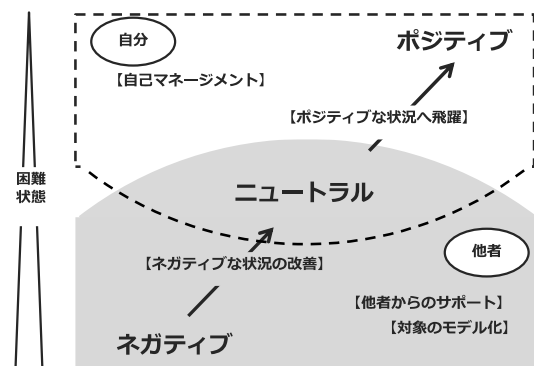 自分
ポジティブ
【自己マネージメント】
【ポジティブな状況へ飛躍】
困難
状態
ニュートラル
他者
【ネガティブな状況の改善】
【他者からのサポート】
【対象のモデル化】
ネガティブ